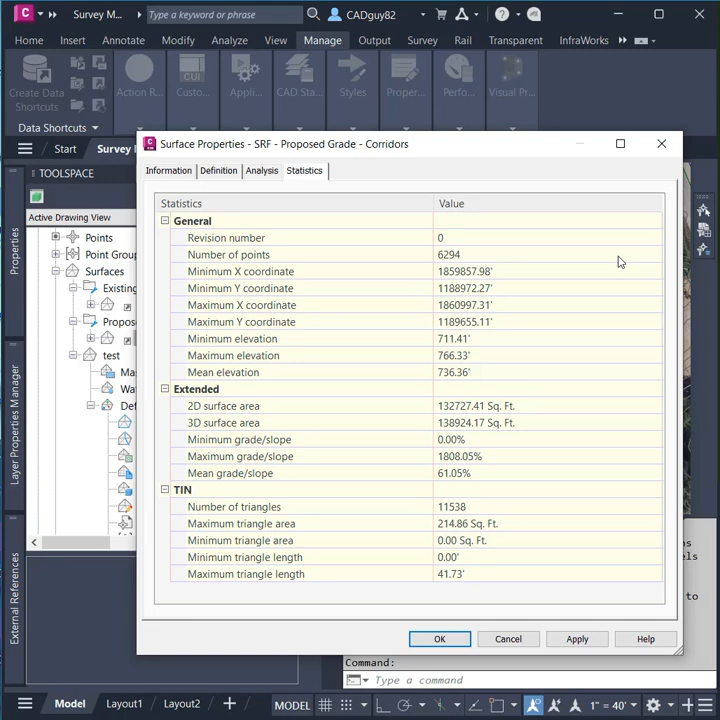 Survey M...
Type a keyword or phrase
CADguy82
Home Insert Annotate Modify Analyze View Manage Output Survey Rail Transparent InfraWorks
Create Data Shortcuts
Action R...
Custo...
CUI
Appli...
CAD Sta...
Styles
Proper...
Perfo...
Visual Pr...
Data Shortcuts
Start Survey
Surface Properties - SRF - Proposed Grade - Corridors
TOOLSPACE
Active Drawing View
Points
Point Group
Surfaces
Existing
Propos
test
Mas
Wat
Def
Properties
Layer Properties Manager
External References
Information Definition Analysis Statistics
Statistics Value
General
Revision number 0
Number of points 6294
Minimum X coordinate 1859857.98'
Minimum Y coordinate 1188972.27'
Maximum X coordinate 1860997.31'
Maximum Y coordinate 1189655.11'
Minimum elevation 711.41'
Maximum elevation 766.33'
Mean elevation 736.36'
Extended
2D surface area 132727.41 Sq. Ft.
3D surface area 138924.17 Sq. Ft.
Minimum grade/slope 0.00%
Maximum grade/slope 1808.05%
Mean grade/slope 61.05%
TIN
Number of triangles 11538
Maximum triangle area 214.86 Sq. Ft.
Minimum triangle area 0.00 Sq. Ft.
Minimum triangle length 0.00'
Maximum triangle length 41.73'
OK Cancel Apply Help
ns
els
to
Command:
Type a command
Model Layout1 Layout2 + MODEL 1" = 40'